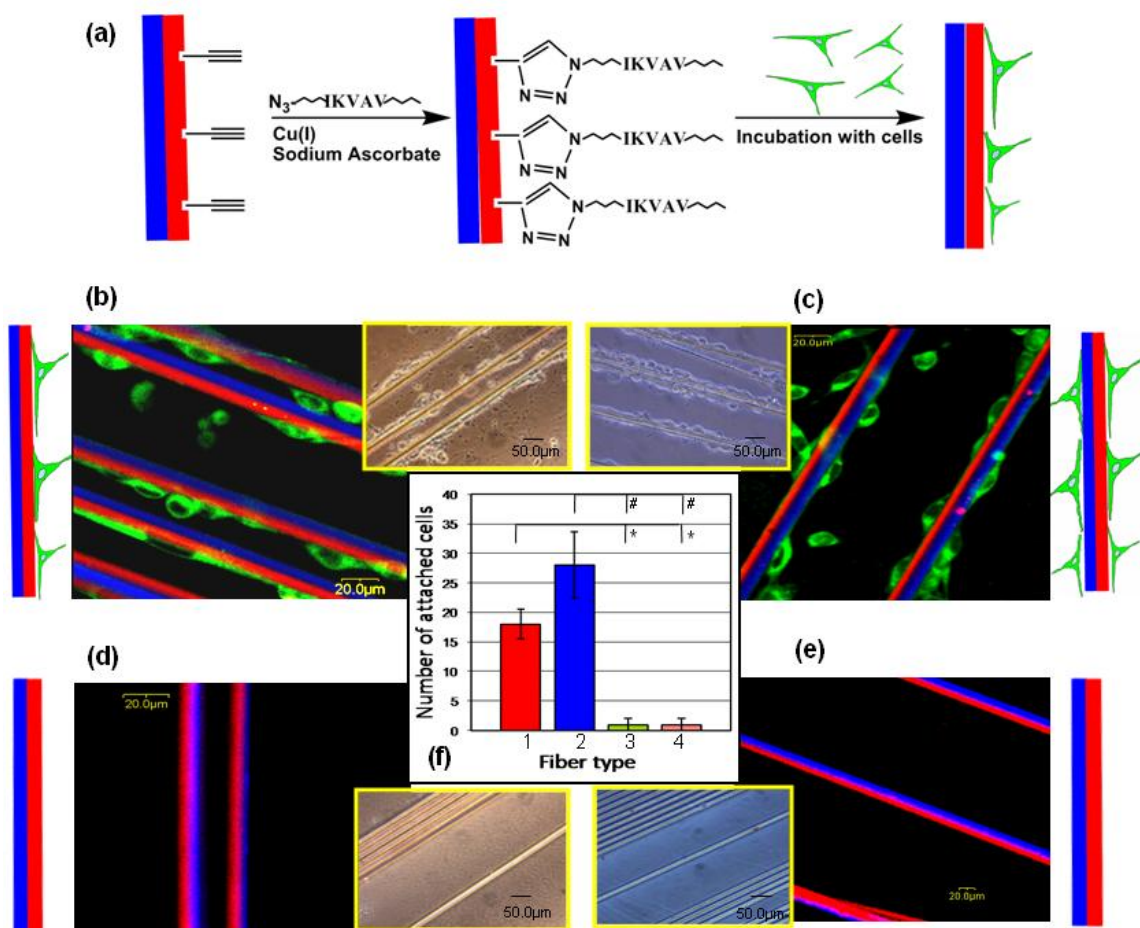 (a)
N3 IKVAV
Cu(I)
Sodium Ascorbate
N IKVAV
N N
N IKVAV
N N
N IKVAV
N N
Incubation with cells
(b)
(c)
20.0µm
50.0µm
50.0µm
20.0µm
40
35
30
25
20
15
10
5
0
Number of attached cells
# #
* *
1 2 3 4
Fiber type
(d)
(e)
(f)
20.0µm
50.0µm
50.0µm
20.0µm